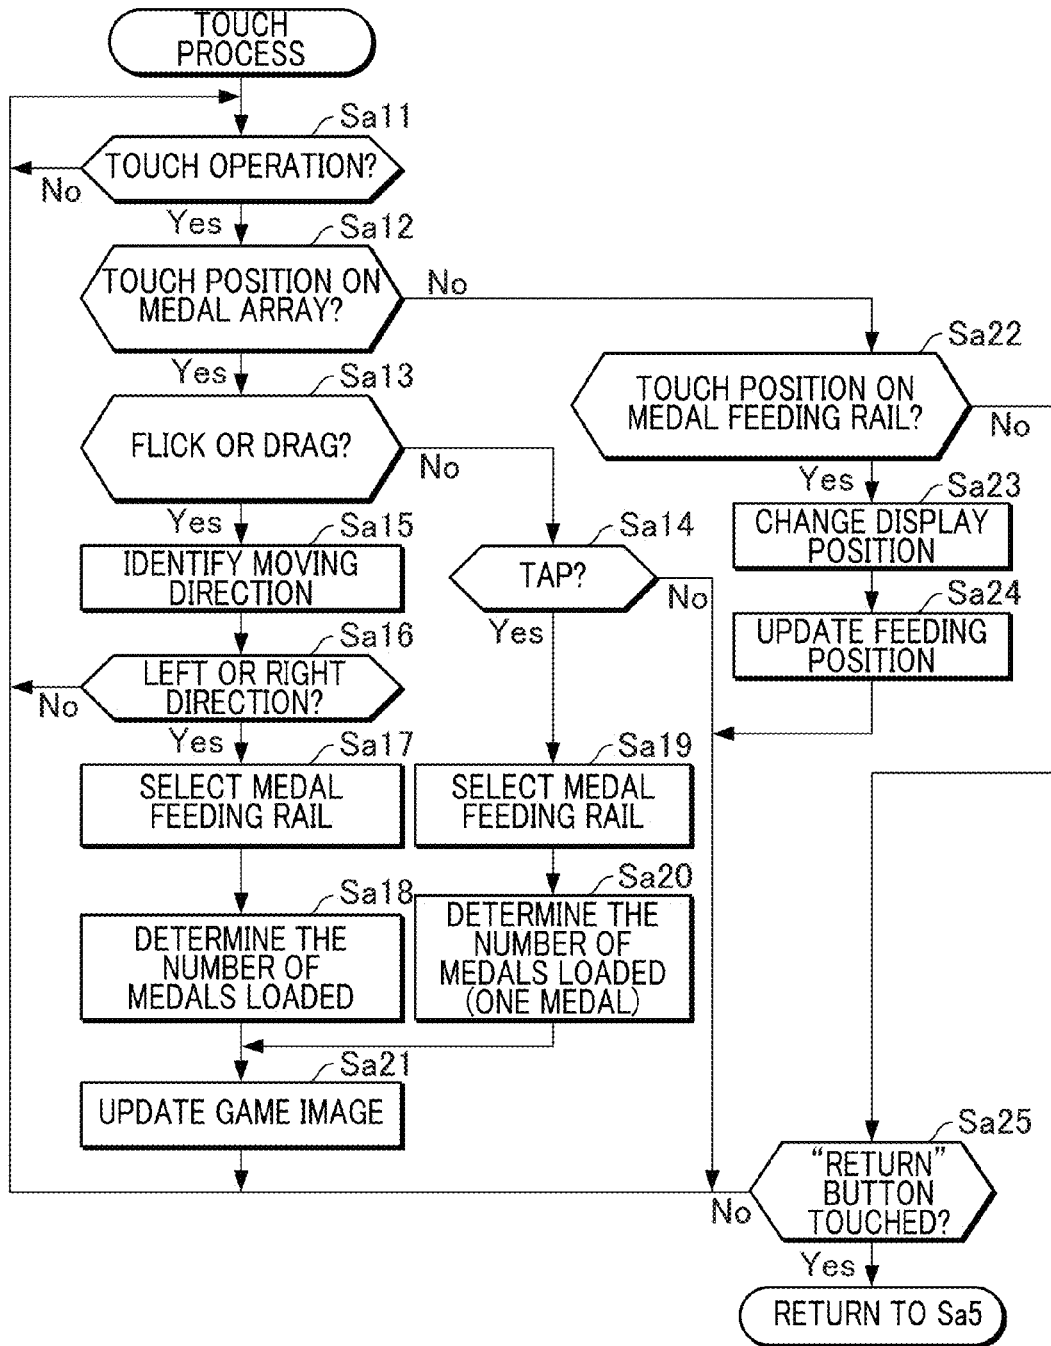 TOUCH
PROCESS
Sa11
TOUCH OPERATION?
No
Yes
Sa12
TOUCH POSITION ON
MEDAL ARRAY?
No
Yes
Sa13
FLICK OR DRAG?
No
Yes
Sa15
IDENTIFY MOVING
DIRECTION
Sa16
LEFT OR RIGHT
DIRECTION?
No
Yes
Sa17
SELECT MEDAL
FEEDING RAIL
Sa18
DETERMINE THE
NUMBER OF
MEDALS LOADED
Sa14
TAP?
No
Yes
Sa19
SELECT MEDAL
FEEDING RAIL
Sa20
DETERMINE THE
NUMBER OF
MEDALS LOADED
(ONE MEDAL)
Sa21
UPDATE GAME IMAGE
Sa22
TOUCH POSITION ON
MEDAL FEEDING RAIL?
No
Yes
Sa23
CHANGE DISPLAY
POSITION
Sa24
UPDATE FEEDING
POSITION
Sa25
“RETURN”
BUTTON
TOUCHED?
No
Yes
RETURN TO Sa5